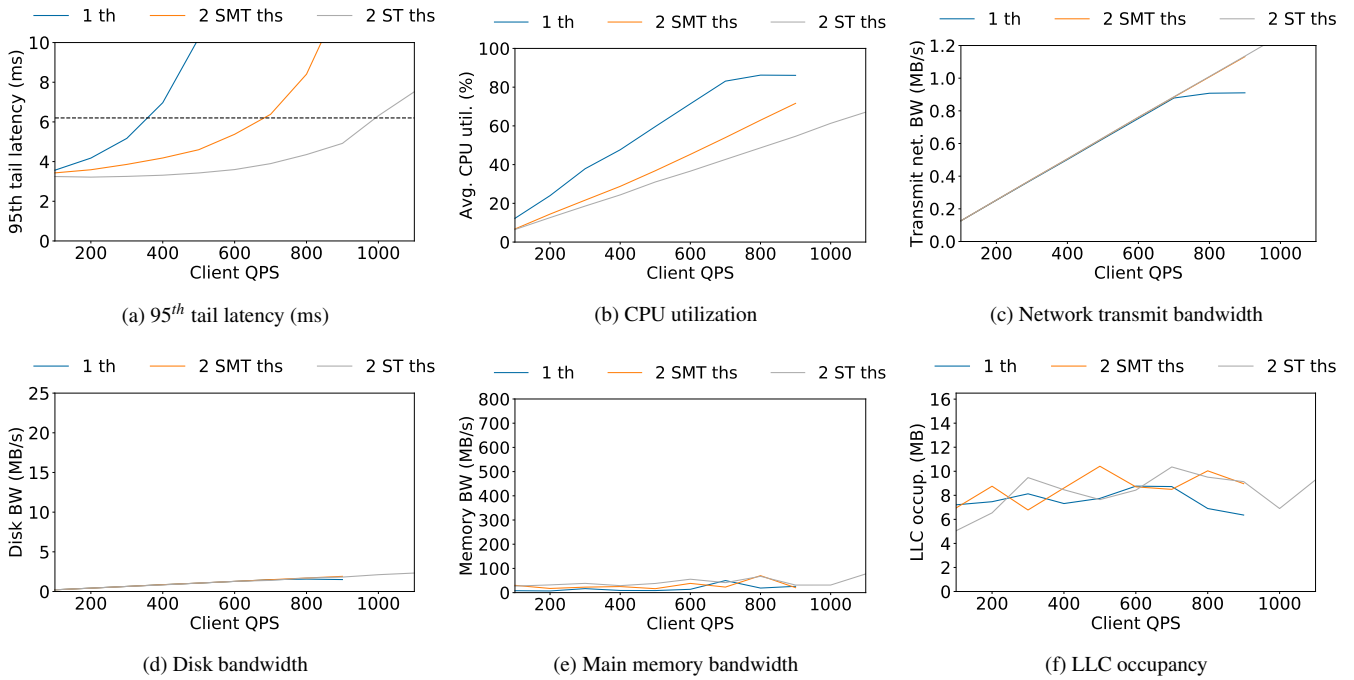 1 th 2 SMT ths 2 ST ths
10
8
6
4
2
0
95th tail latency (ms)
200 400 600 800 1000
Client QPS
(a) 95th tail latency (ms)
1 th 2 SMT ths 2 ST ths
100
80
60
40
20
0
Avg. CPU util. (%)
200 400 600 800 1000
Client QPS
(b) CPU utilization
1 th 2 SMT ths 2 ST ths
1.2
1.0
0.8
0.6
0.4
0.2
0.0
Transmit net. BW (MB/s)
200 400 600 800 1000
Client QPS
(c) Network transmit bandwidth
1 th 2 SMT ths 2 ST ths
25
20
15
10
5
0
Disk BW (MB/s)
200 400 600 800 1000
Client QPS
(d) Disk bandwidth
1 th 2 SMT ths 2 ST ths
800
700
600
500
400
300
200
100
0
Memory BW (MB/s)
200 400 600 800 1000
Client QPS
(e) Main memory bandwidth
1 th 2 SMT ths 2 ST ths
16
14
12
10
8
6
4
2
0
LLC occup. (MB)
200 400 600 800 1000
Client QPS
(f) LLC occupancy